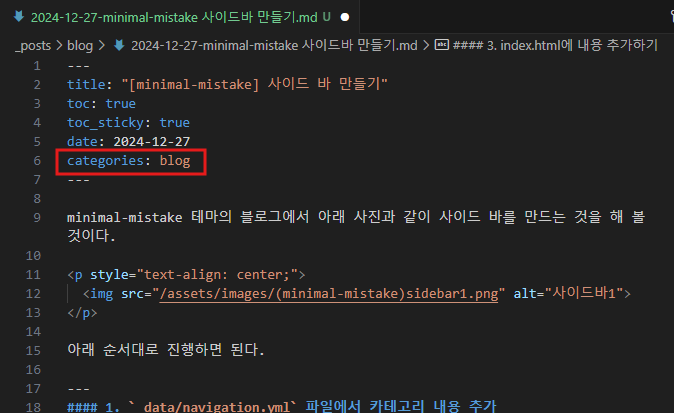 2024-12-27-minimal-mistake 사이드바 만들기.md U ●
_posts > blog > 2024-12-27-minimal-mistake 사이드바 만들기.md > abc #### 3. index.html에 내용 추가하기
1 ---
2 title: "[minimal-mistake] 사이드 바 만들기"
3 toc: true
4 toc_sticky: true
5 date: 2024-12-27
6 categories: blog
7 ---
8
9 minimal-mistake 테마의 블로그에서 아래 사진과 같이 사이드 바를 만드는 것을 해 볼
것이다.
10
11 <p style="text-align: center;">
12 <img src="/assets/images/(minimal-mistake)sidebar1.png" alt="사이드바1">
13 </p>
14
15 아래 순서대로 진행하면 된다.
16
17 ---
18 #### 1. `_data/navigation.yml` 파일에서 카테고리 내용 추가